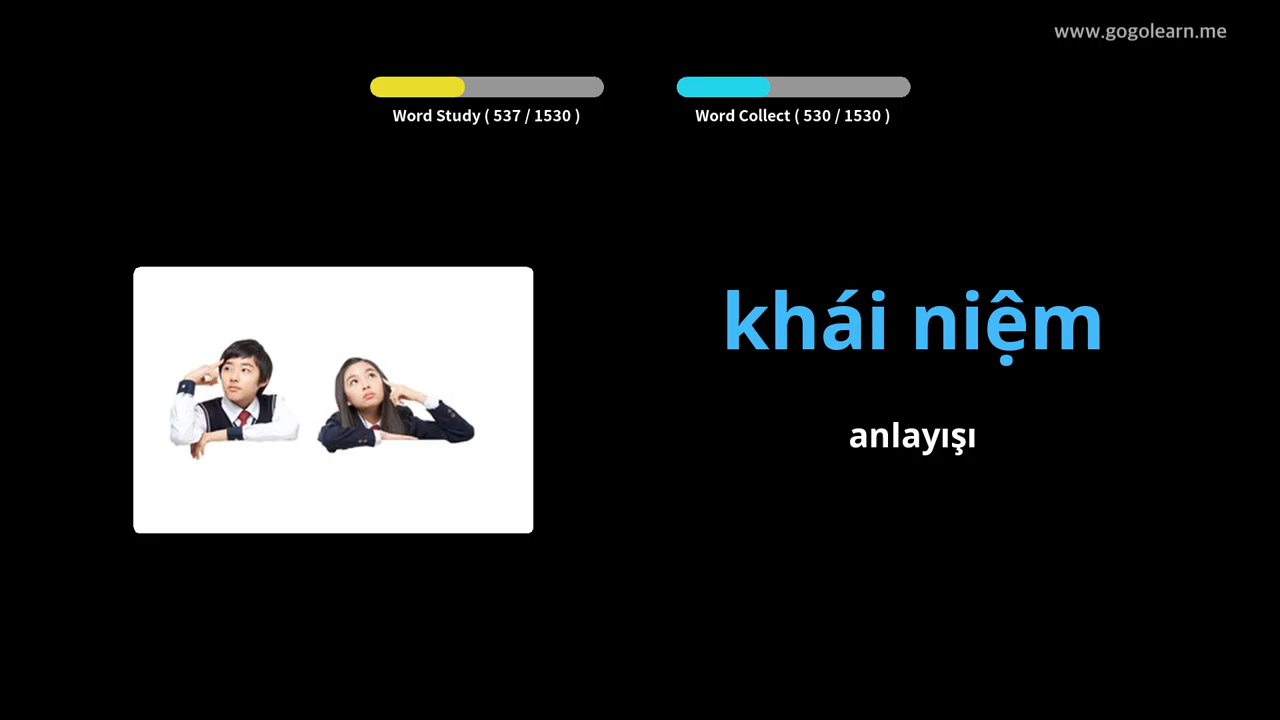 www.gogolearn.me
Word Study ( 537 / 1530 )
Word Collect ( 530 / 1530 )
khái niệm
anlayışı